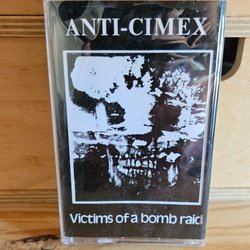 ANTI-CIMEX
Victims of a bomb raid